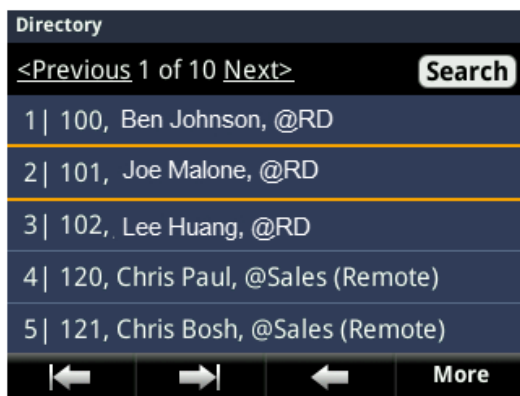 Directory
<Previous 1 of 10 Next> Search
1| 100, Ben Johnson, @RD
2| 101, Joe Malone, @RD
3| 102, Lee Huang, @RD
4| 120, Chris Paul, @Sales (Remote)
5| 121, Chris Bosh, @Sales (Remote)
More